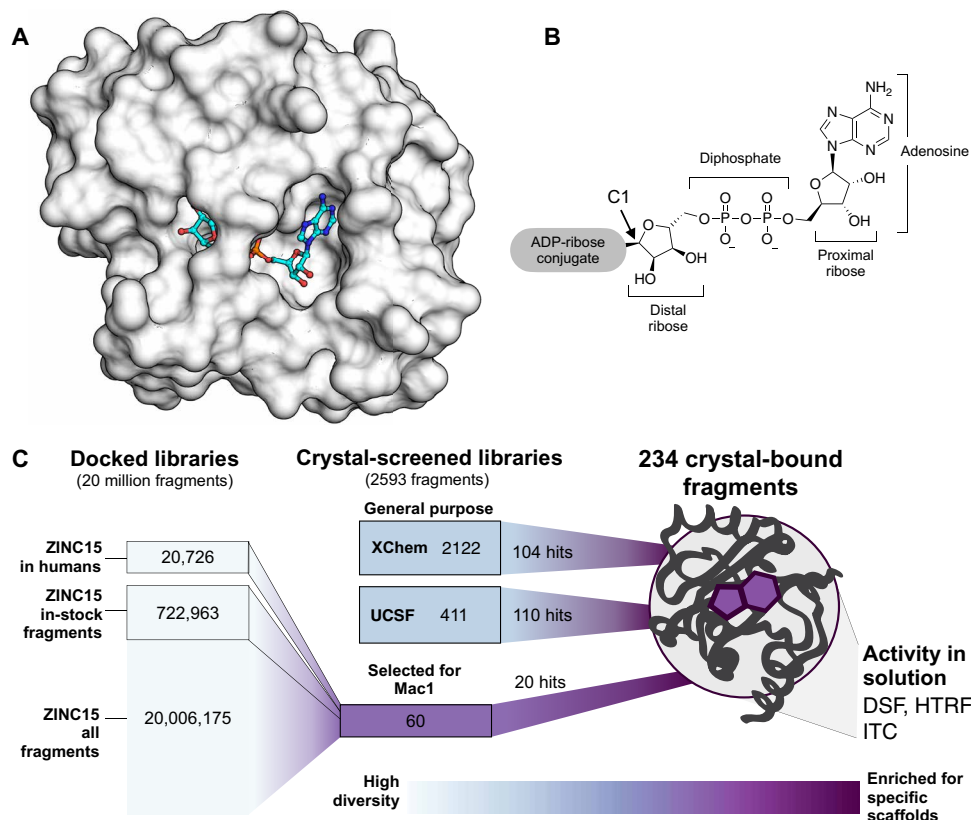 A
B
NH2
N
N
N
N
Adenosine
Diphosphate
O
OH
OH
C1
O
O
O
P
O
P
O
O
O
–
–
ADP-ribose
conjugate
O
OH
HO
Proximal
ribose
Distal
ribose
C
Docked libraries
(20 million fragments)
Crystal-screened libraries
(2593 fragments)
234 crystal-bound
fragments
General purpose
ZINC15
in humans
20,726
XChem 2122
104 hits
ZINC15
in-stock
fragments
722,963
UCSF 411
110 hits
Selected for
Mac1
20 hits
Activity in
solution
DSF, HTRF
ITC
ZINC15
all
fragments
20,006,175
60
High
diversity
Enriched for
specific
scaffolds